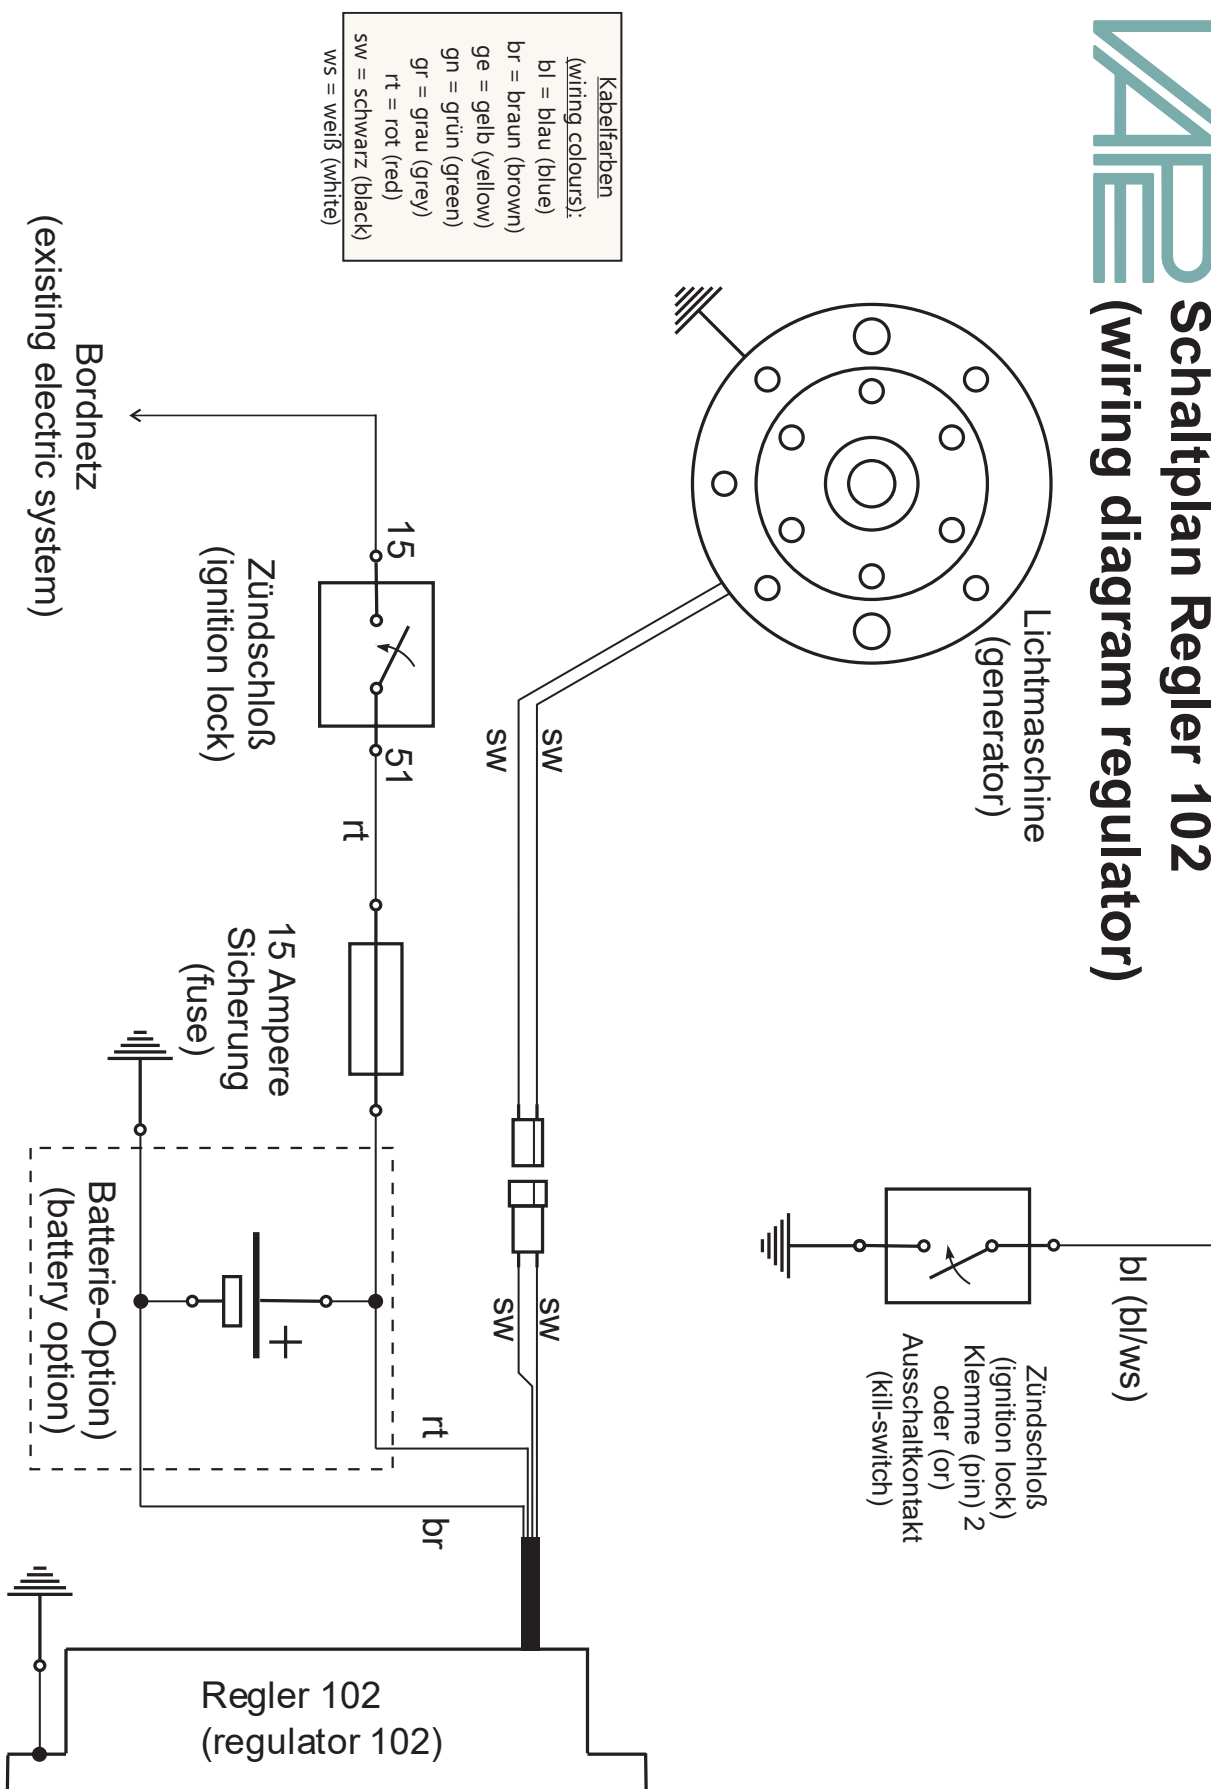 VAPE
Schaltplan Regler 102
(wiring diagram regulator)
Kabelfarben
(wiring colours):
bl = blau (blue)
br = braun (brown)
ge = gelb (yellow)
gn = grün (green)
gr = grau (grey)
rt = rot (red)
sw = schwarz (black)
ws = weiß (white)
Lichtmaschine
(generator)
sw
sw
sw
sw
bl (bl/ws)
Zündschloß
(ignition lock)
Klemme (pin) 2
oder (or)
Ausschaltkontakt
(kill-switch)
Bordnetz
(existing electric system)
15
51
Zündschloß
(ignition lock)
rt
15 Ampere
Sicherung
(fuse)
+
Batterie-Option)
(battery option)
rt
br
Regler 102
(regulator 102)